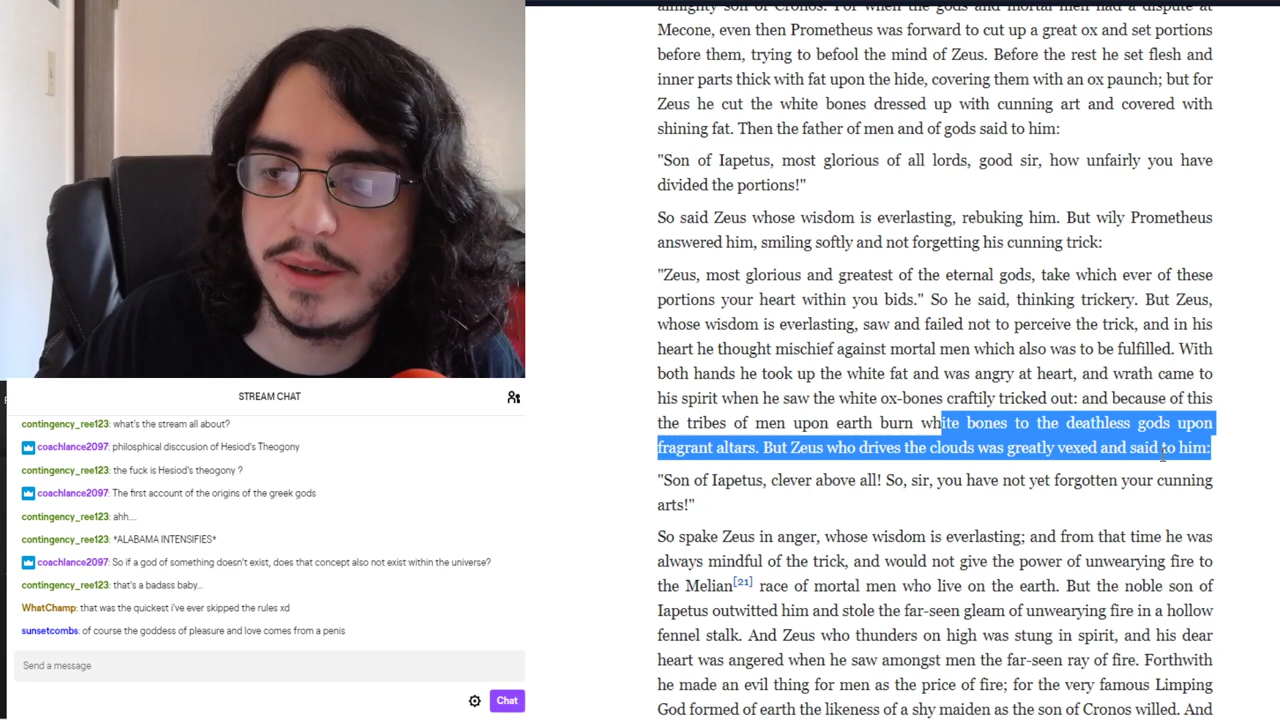 STREAM CHAT
contingency_ree123: what's the stream all about?
coachlance2097: philosphical disccusion of Hesiod's Theogony
contingency_ree123: the fuck is Hesiod's theogony ?
coachlance2097: The first account of the origins of the greek gods
contingency_ree123: ahh....
contingency_ree123: *ALABAMA INTENSIFIES*
coachlance2097: So if a god of something doesn't exist, does that concept also not exist within the universe?
contingency_ree123: that's a badass baby...
WhatChamp: that was the quickest i've ever skipped the rules xd
sunsetcombs: of course the goddess of pleasure and love comes from a penis
Send a message
Chat
almighty son of Cronos. For when the gods and mortal men had a dispute at
Mecone, even then Prometheus was forward to cut up a great ox and set portions
before them, trying to befool the mind of Zeus. Before the rest he set flesh and
inner parts thick with fat upon the hide, covering them with an ox paunch; but for
Zeus he cut the white bones dressed up with cunning art and covered with
shining fat. Then the father of men and of gods said to him:
"Son of Iapetus, most glorious of all lords, good sir, how unfairly you have
divided the portions!"
So said Zeus whose wisdom is everlasting, rebuking him. But wily Prometheus
answered him, smiling softly and not forgetting his cunning trick:
"Zeus, most glorious and greatest of the eternal gods, take which ever of these
portions your heart within you bids." So he said, thinking trickery. But Zeus,
whose wisdom is everlasting, saw and failed not to perceive the trick, and in his
heart he thought mischief against mortal men which also was to be fulfilled. With
both hands he took up the white fat and was angry at heart, and wrath came to
his spirit when he saw the white ox-bones craftily tricked out: and because of this
the tribes of men upon earth burn white bones to the deathless gods upon
fragrant altars. But Zeus who drives the clouds was greatly vexed and said to him:
"Son of Iapetus, clever above all! So, sir, you have not yet forgotten your cunning
arts!"
So spake Zeus in anger, whose wisdom is everlasting; and from that time he was
always mindful of the trick, and would not give the power of unwearying fire to
the Melian[21] race of mortal men who live on the earth. But the noble son of
Iapetus outwitted him and stole the far-seen gleam of unwearying fire in a hollow
fennel stalk. And Zeus who thunders on high was stung in spirit, and his dear
heart was angered when he saw amongst men the far-seen ray of fire. Forthwith
he made an evil thing for men as the price of fire; for the very famous Limping
God formed of earth the likeness of a shy maiden as the son of Cronos willed. And